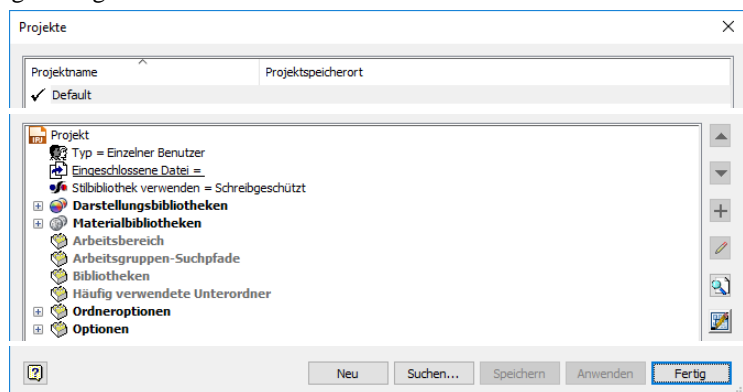 Projekte
Projektname Projektspeicherort
Default
IPJ Projekt
Typ = Einzelner Benutzer
Eingeschlossene Datei =
Stilbibliothek verwenden = Schreibgeschützt
Darstellungsbibliotheken
Materialbibliotheken
Arbeitsbereich
Arbeitsgruppen-Suchpfade
Bibliotheken
Häufig verwendete Unterordner
Ordneroptionen
Optionen
Neu Suchen... Speichern Anwenden Fertig